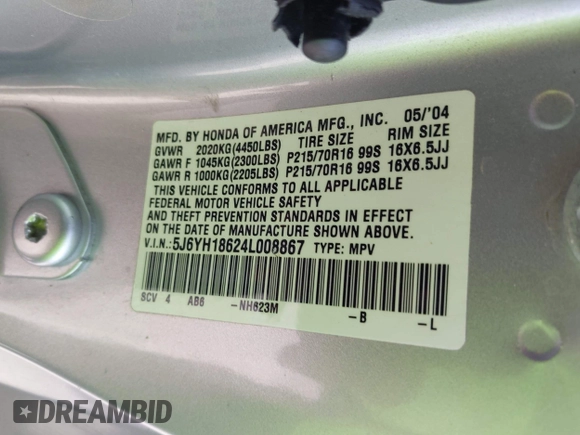 MFD. BY HONDA OF AMERICA MFG., INC. 05/'04
GVWR 2020KG(4450LBS) TIRE SIZE RIM SIZE
GAWR F 1045KG(2300LBS) P215/70R16 99S 16X6.5JJ
GAWR R 1000KG(2205LBS) P215/70R16 99S 16X6.5JJ
THIS VEHICLE CONFORMS TO ALL APPLICABLE
FEDERAL MOTOR VEHICLE SAFETY
AND THEFT PREVENTION STANDARDS IN EFFECT
ON THE DATE OF MANUFACTURE SHOWN ABOVE.
V.I.N.: 5J6YH18624L008867 TYPE: MPV
SCV 4 AB6 -NH623M -B -L
DREAMBID